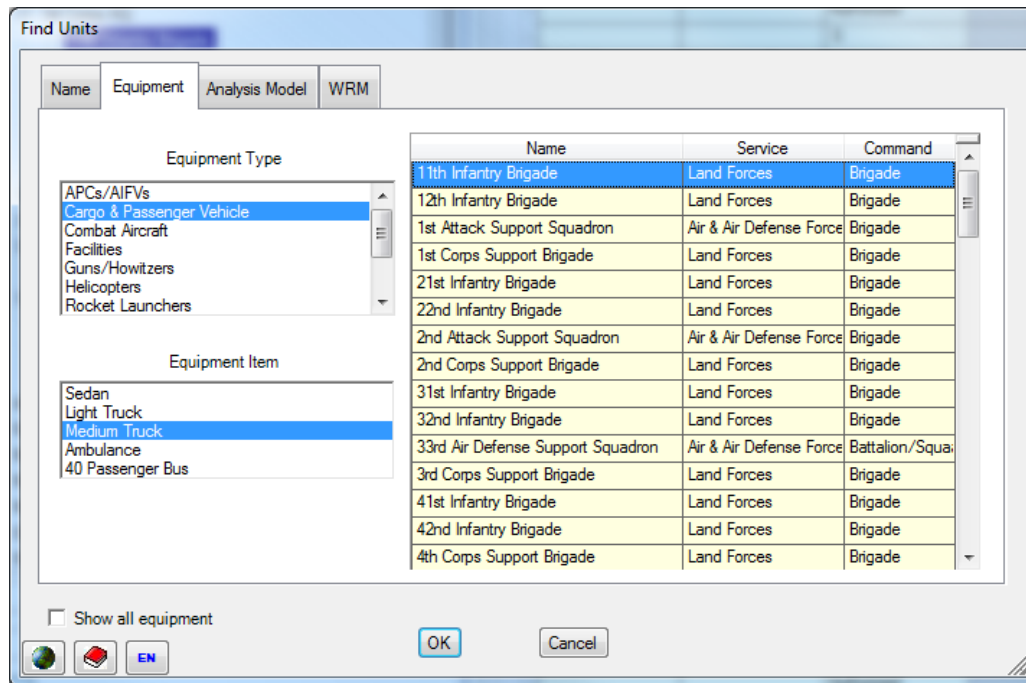 Find Units
Name Equipment Analysis Model WRM
Equipment Type
APCs/AIFVs
Cargo & Passenger Vehicle
Combat Aircraft
Facilities
Guns/Howitzers
Helicopters
Rocket Launchers
Equipment Item
Sedan
Light Truck
Medium Truck
Ambulance
40 Passenger Bus
Name Service Command
11th Infantry Brigade Land Forces Brigade
12th Infantry Brigade Land Forces Brigade
1st Attack Support Squadron Air & Air Defense Force Brigade
1st Corps Support Brigade Land Forces Brigade
21st Infantry Brigade Land Forces Brigade
22nd Infantry Brigade Land Forces Brigade
2nd Attack Support Squadron Air & Air Defense Force Brigade
2nd Corps Support Brigade Land Forces Brigade
31st Infantry Brigade Land Forces Brigade
32nd Infantry Brigade Land Forces Brigade
33rd Air Defense Support Squadron Air & Air Defense Force Battalion/Squa
3rd Corps Support Brigade Land Forces Brigade
41st Infantry Brigade Land Forces Brigade
42nd Infantry Brigade Land Forces Brigade
4th Corps Support Brigade Land Forces Brigade
Show all equipment
OK Cancel
EN